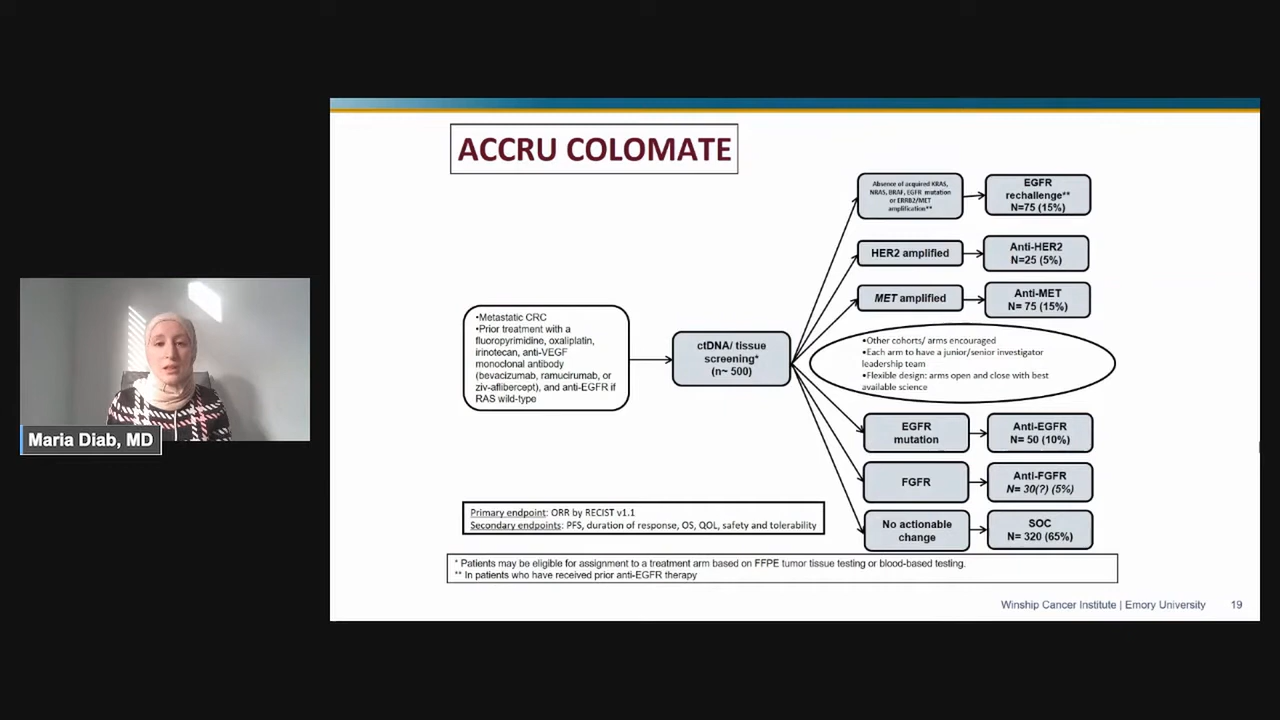 ACCRU COLOMATE
Absence of acquired KRAS,
NRAS, BRAF, EGFR mutation
or ERRB2/MET
amplification**
EGFR
rechallenge**
N=75 (15%)
HER2 amplified
Anti-HER2
N=25 (5%)
MET amplified
Anti-MET
N= 75 (15%)
•Metastatic CRC
•Prior treatment with a
fluoropyrimidine, oxaliplatin,
irinotecan, anti-VEGF
monoclonal antibody
(bevacizumab, ramucirumab, or
ziv-aflibercept), and anti-EGFR if
RAS wild-type
ctDNA/ tissue
screening*
(n~ 500)
•Other cohorts/ arms encouraged
•Each arm to have a junior/senior investigator
leadership team
•Flexible design: arms open and close with best
available science
EGFR
mutation
Anti-EGFR
N= 50 (10%)
FGFR
Anti-FGFR
N= 30(?) (5%)
No actionable
change
SOC
N= 320 (65%)
Primary endpoint: ORR by RECIST v1.1
Secondary endpoints: PFS, duration of response, OS, QOL, safety and tolerability
* Patients may be eligible for assignment to a treatment arm based on FFPE tumor tissue testing or blood-based testing.
** In patients who have received prior anti-EGFR therapy
Winship Cancer Institute | Emory University 19
Maria Diab, MD